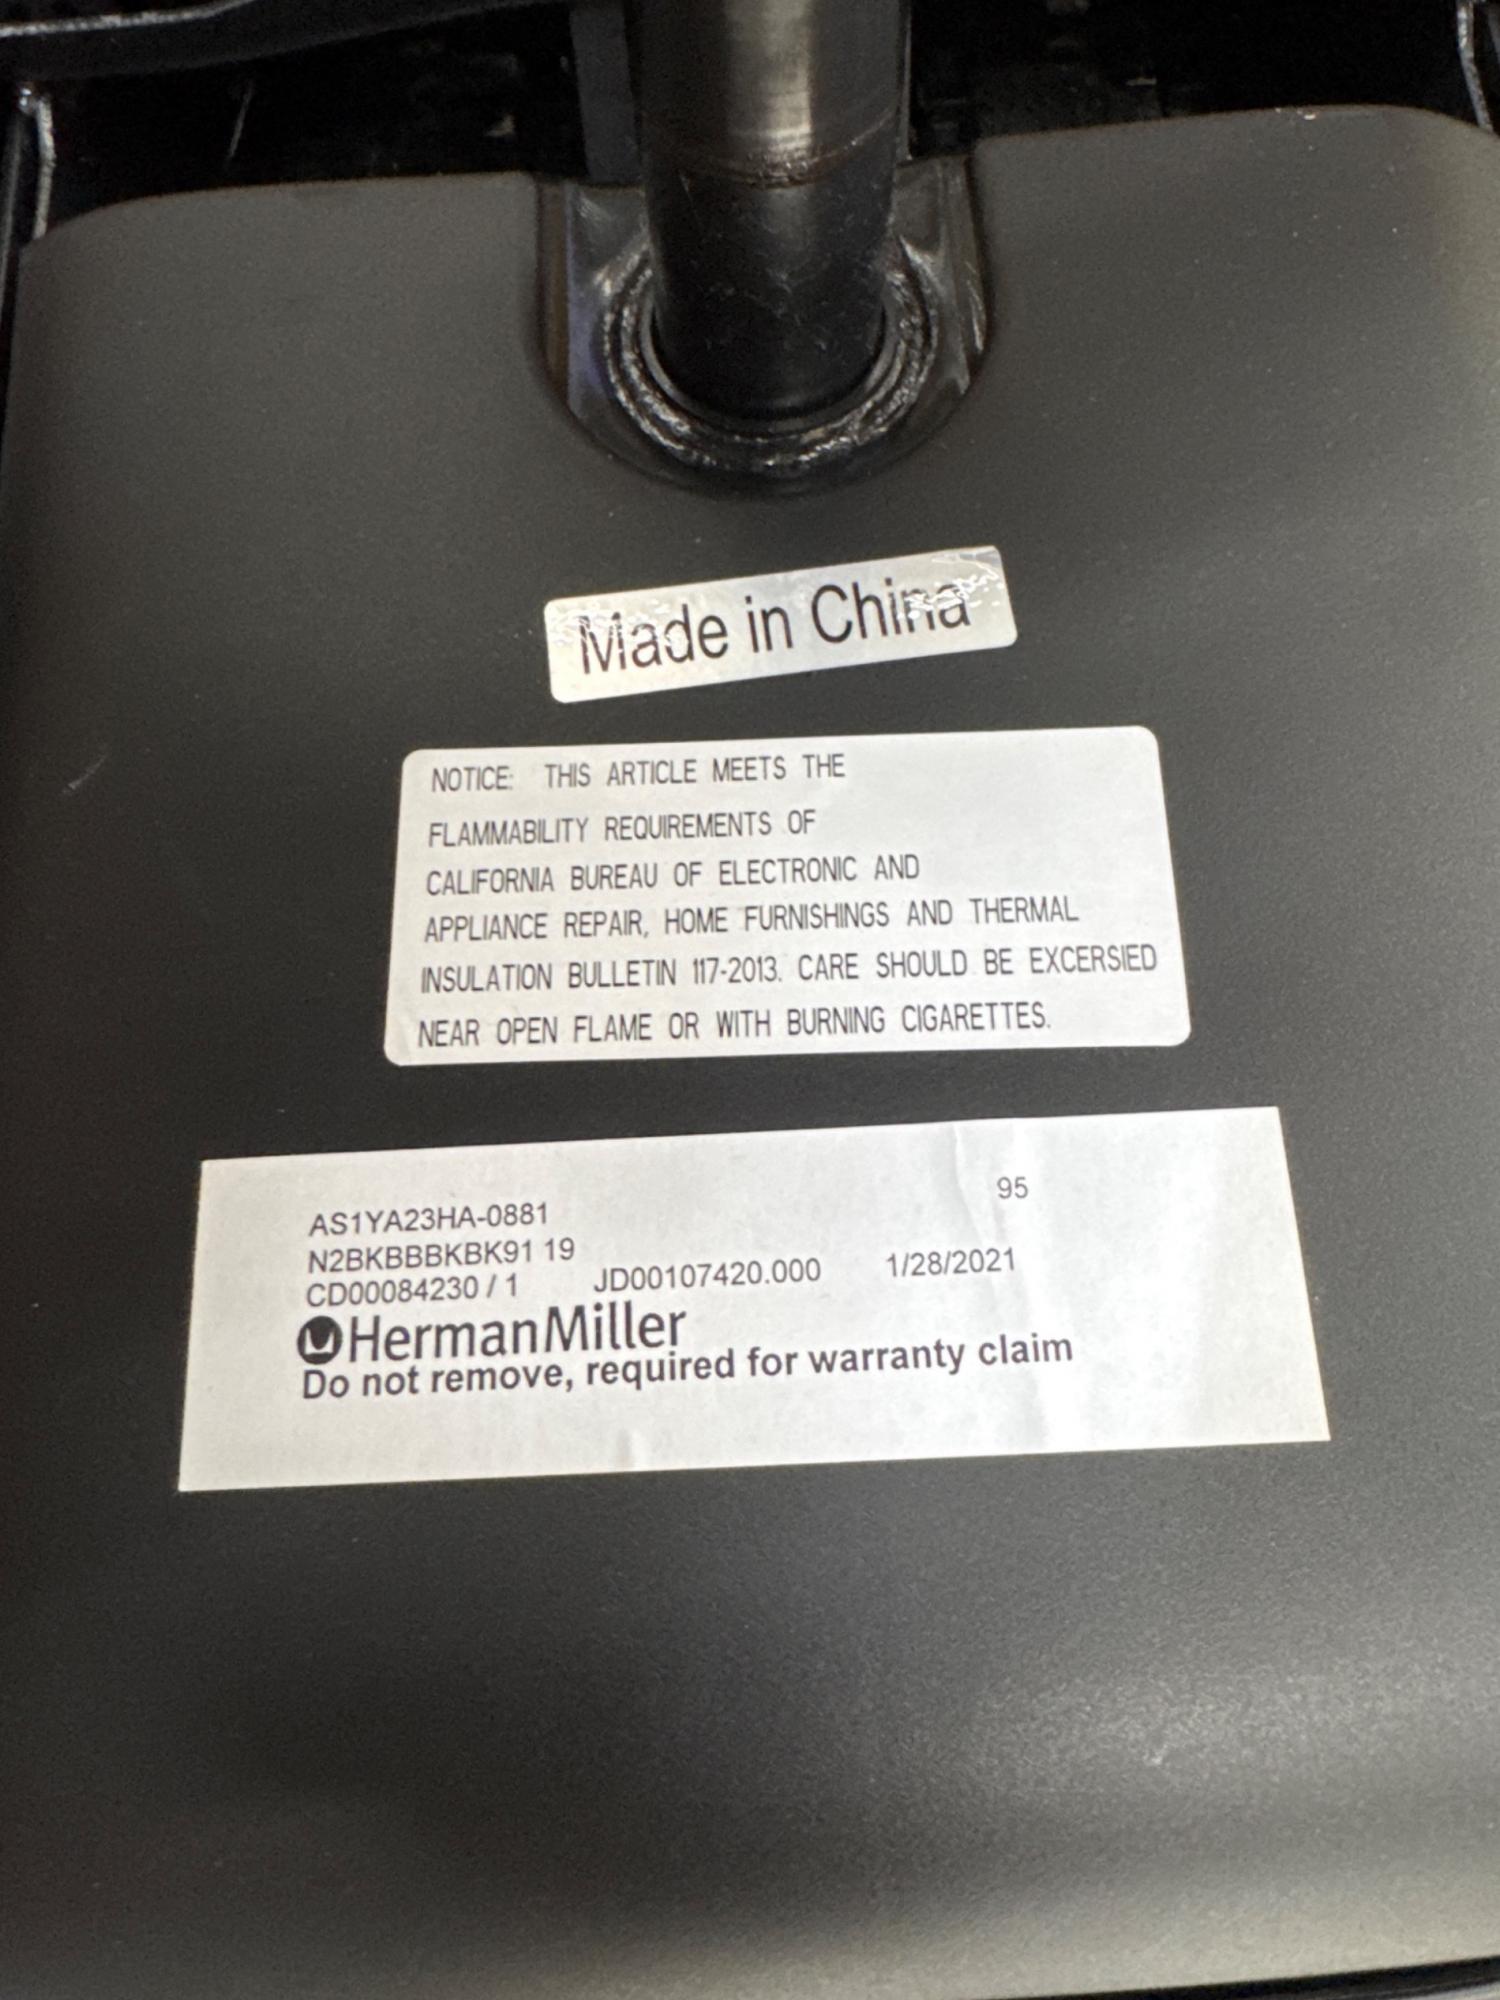 Made in China
NOTICE: THIS ARTICLE MEETS THE
FLAMMABILITY REQUIREMENTS OF
CALIFORNIA BUREAU OF ELECTRONIC AND
APPLIANCE REPAIR, HOME FURNISHINGS AND THERMAL
INSULATION BULLETIN 117-2013. CARE SHOULD BE EXCERSIED
NEAR OPEN FLAME OR WITH BURNING CIGARETTES.
95
AS1YA23HA-0881
N2BKBBBKBK91 19
CD00084230 / 1 JD00107420.000 1/28/2021
HermanMiller
Do not remove, required for warranty claim